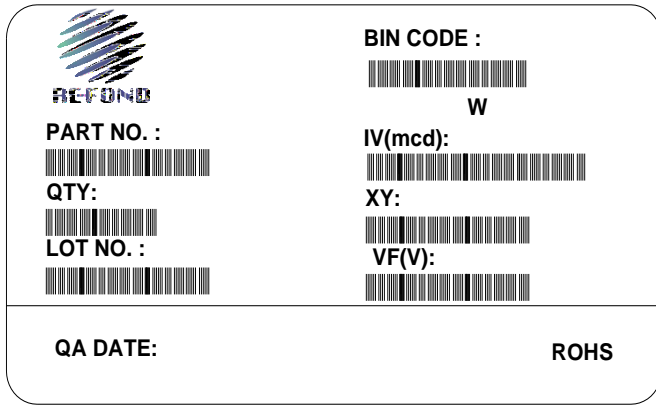 REFOND
PART NO. :
QTY:
LOT NO. :
BIN CODE :
W
IV(mcd):
XY:
VF(V):
QA DATE:
ROHS